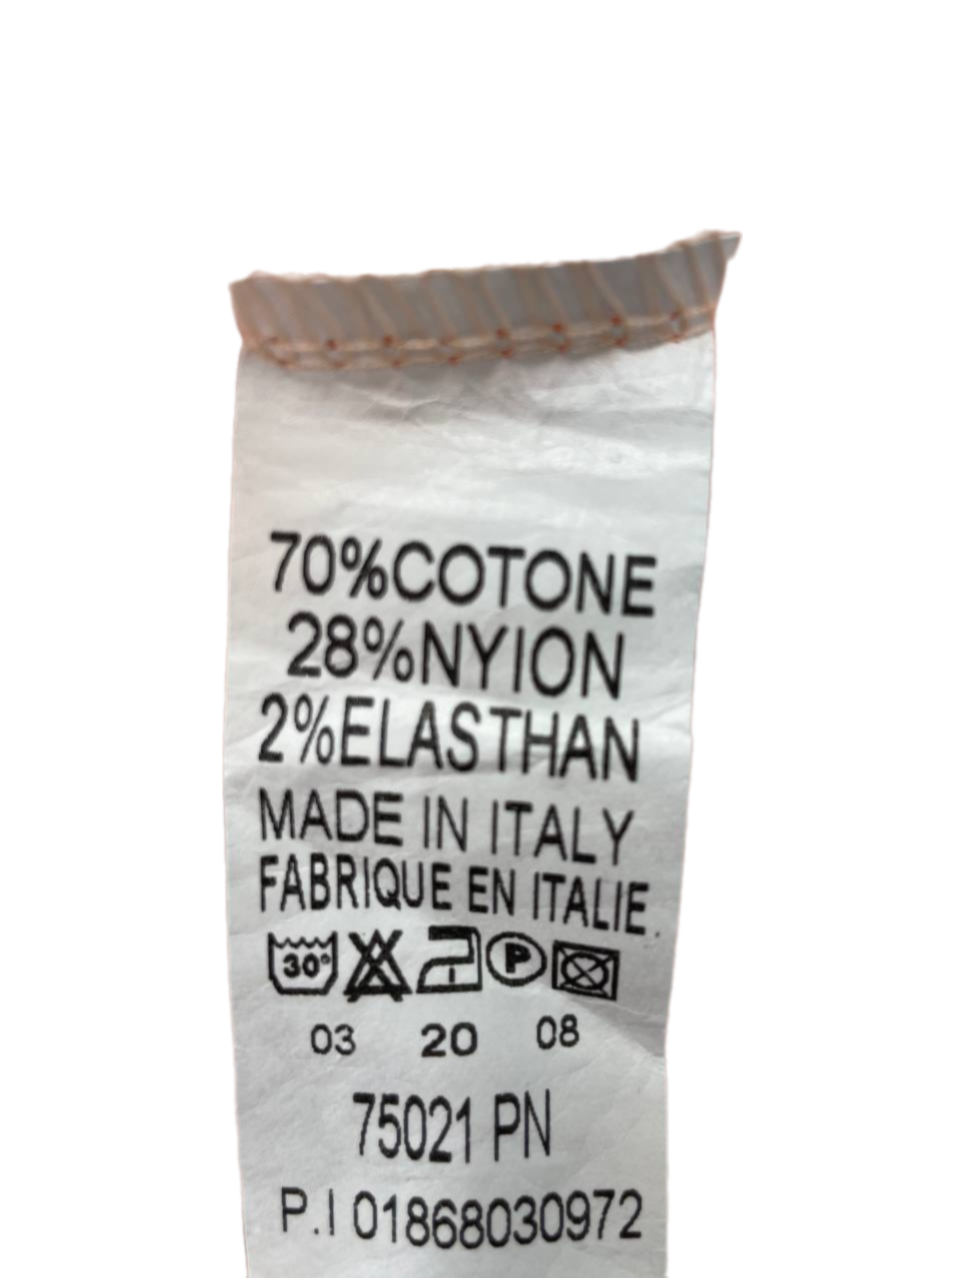 70%COTONE
28%NYION
2%ELASTHAN
MADE IN ITALY
FABRIQUE EN ITALIE.
30° P
03 20 08
75021 PN
P.I 01868030972